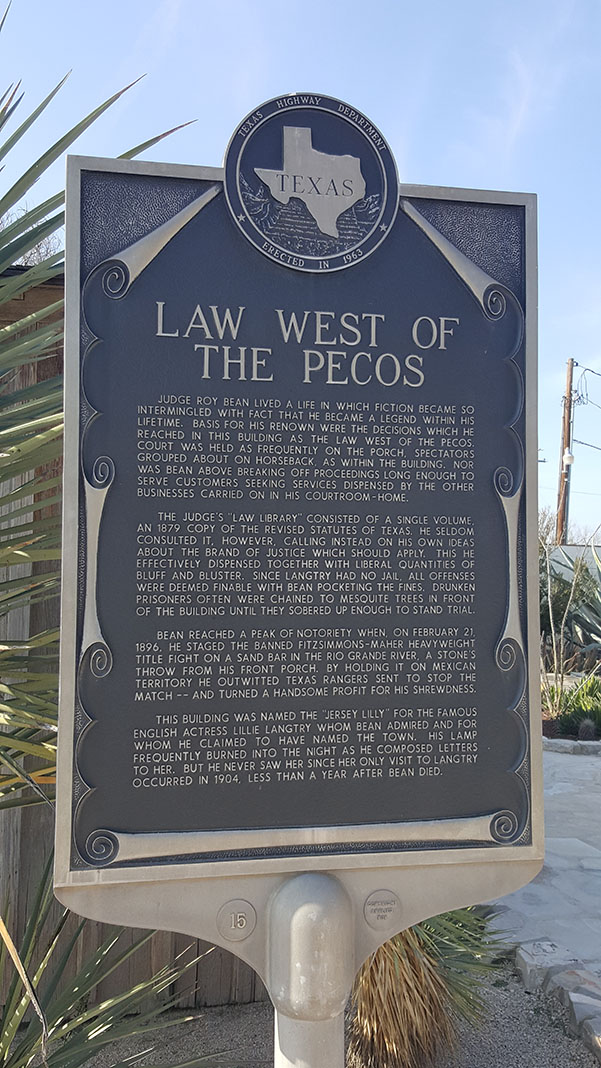 TEXAS HIGHWAY DEPARTMENT
TEXAS
ERECTED IN 1963
LAW WEST OF
THE PECOS
JUDGE ROY BEAN LIVED A LIFE IN WHICH FICTION BECAME SO
INTERMINGLED WITH FACT THAT HE BECAME A LEGEND WITHIN HIS
LIFETIME. BASIS FOR HIS RENOWN WERE THE DECISIONS WHICH HE
REACHED IN THIS BUILDING AS THE LAW WEST OF THE PECOS.
COURT WAS HELD AS FREQUENTLY ON THE PORCH, SPECTATORS
GROUPED ABOUT ON HORSEBACK, AS WITHIN THE BUILDING. NOR
WAS BEAN ABOVE BREAKING OFF PROCEEDINGS LONG ENOUGH TO
SERVE CUSTOMERS SEEKING SERVICES DISPENSED BY THE OTHER
BUSINESSES CARRIED ON IN HIS COURTROOM-HOME.
THE JUDGE'S "LAW LIBRARY" CONSISTED OF A SINGLE VOLUME,
AN 1879 COPY OF THE REVISED STATUTES OF TEXAS. HE SELDOM
CONSULTED IT, HOWEVER, CALLING INSTEAD ON HIS OWN IDEAS
ABOUT THE BRAND OF JUSTICE WHICH SHOULD APPLY. THIS HE
EFFECTIVELY DISPENSED TOGETHER WITH LIBERAL QUANTITIES OF
BLUFF AND BLUSTER. SINCE LANGTRY HAD NO JAIL, ALL OFFENSES
WERE DEEMED FINABLE WITH BEAN POCKETING THE FINES. DRUNKEN
PRISONERS OFTEN WERE CHAINED TO MESQUITE TREES IN FRONT
OF THE BUILDING UNTIL THEY SOBERED UP ENOUGH TO STAND TRIAL.
BEAN REACHED A PEAK OF NOTORIETY WHEN, ON FEBRUARY 21,
1896, HE STAGED THE BANNED FITZSIMMONS-MAHER HEAVYWEIGHT
TITLE FIGHT ON A SAND BAR IN THE RIO GRANDE RIVER, A STONE'S
THROW FROM HIS FRONT PORCH. BY HOLDING IT ON MEXICAN
TERRITORY HE OUTWITTED TEXAS RANGERS SENT TO STOP THE
MATCH -- AND TURNED A HANDSOME PROFIT FOR HIS SHREWDNESS.
THIS BUILDING WAS NAMED THE "JERSEY LILLY" FOR THE FAMOUS
ENGLISH ACTRESS LILLIE LANGTRY WHOM BEAN ADMIRED AND FOR
WHOM HE CLAIMED TO HAVE NAMED THE TOWN. HIS LAMP
FREQUENTLY BURNED INTO THE NIGHT AS HE COMPOSED LETTERS
TO HER. BUT HE NEVER SAW HER SINCE HER ONLY VISIT TO LANGTRY
OCCURRED IN 1904, LESS THAN A YEAR AFTER BEAN DIED.
15